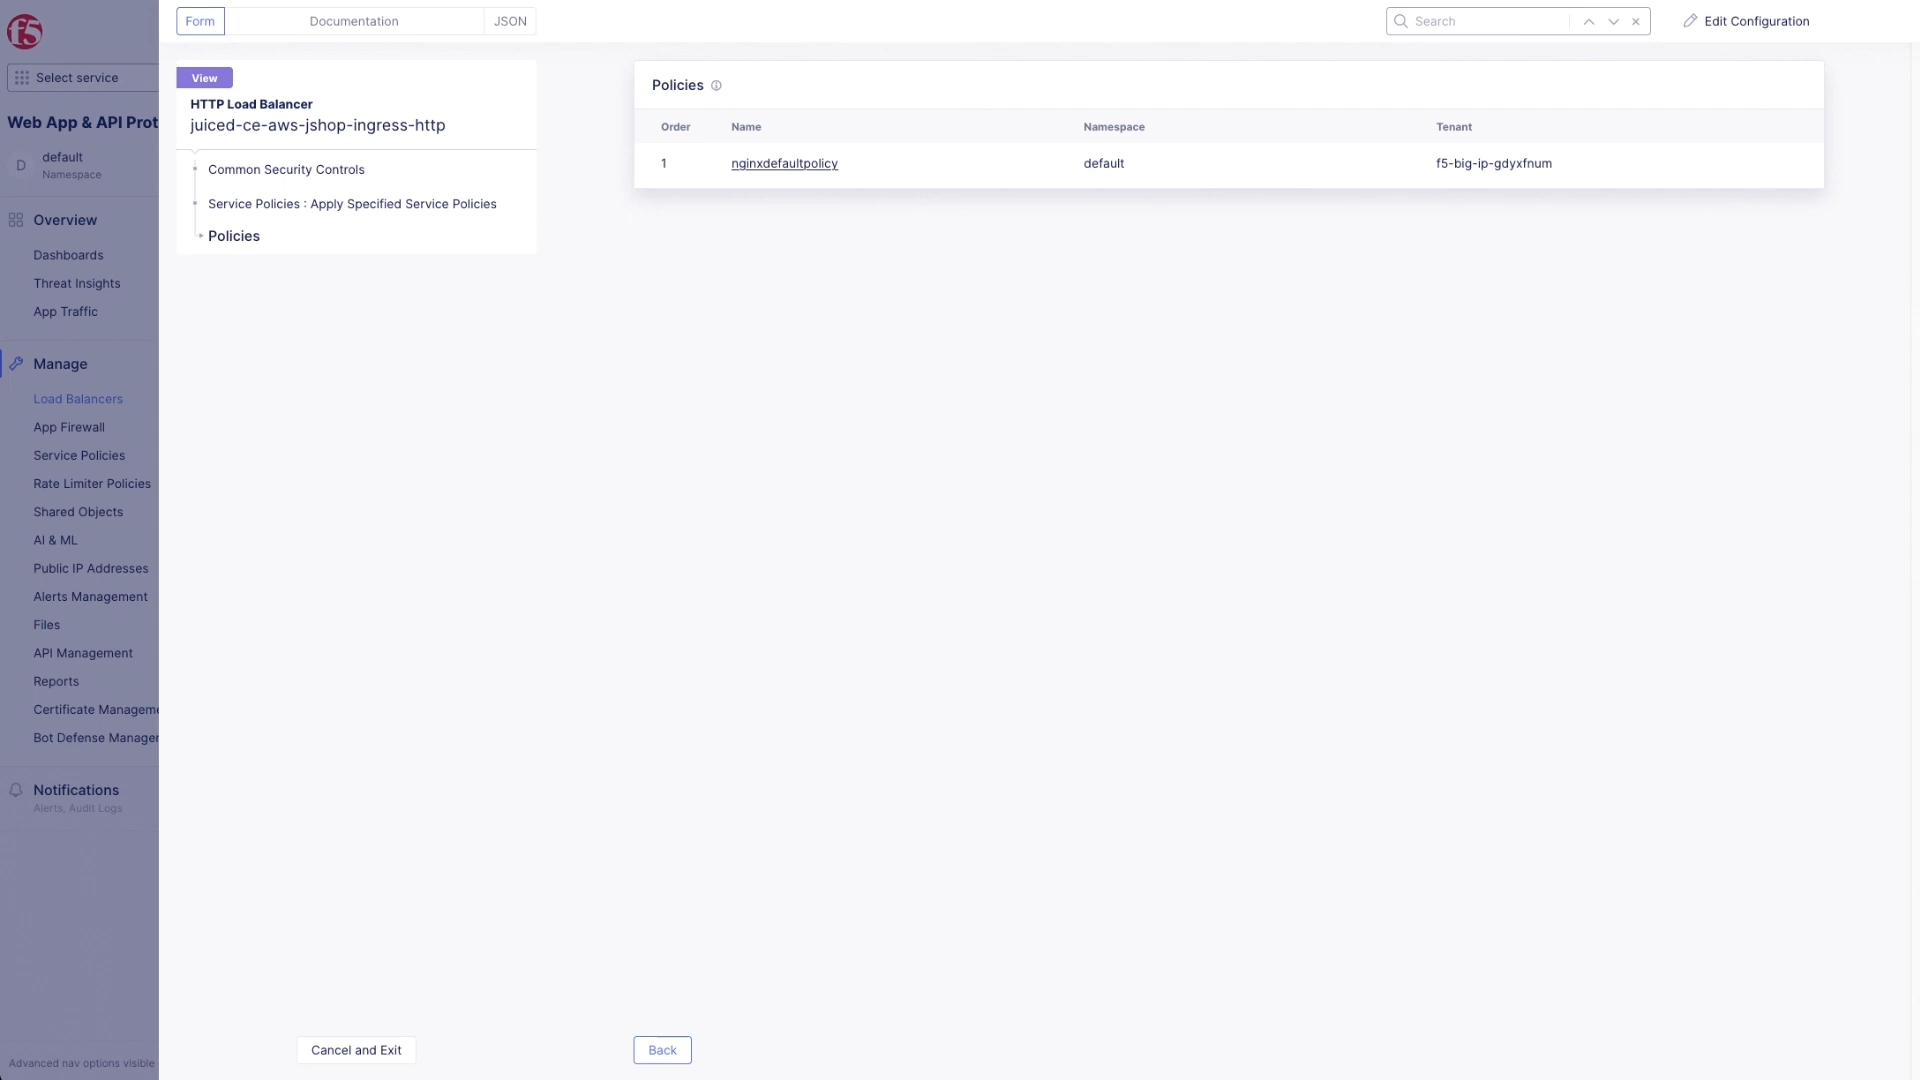 f5
Select service
Web App & API Prot
D
default
Namespace
Overview
Dashboards
Threat Insights
App Traffic
Manage
Load Balancers
App Firewall
Service Policies
Rate Limiter Policies
Shared Objects
AI & ML
Public IP Addresses
Alerts Management
Files
API Management
Reports
Certificate Manageme
Bot Defense Manager
Notifications
Alerts, Audit Logs
Advanced nav options visible
Form
Documentation
JSON
Search
Edit Configuration
View
HTTP Load Balancer
juiced-ce-aws-jshop-ingress-http
Common Security Controls
Service Policies : Apply Specified Service Policies
Policies
Policies
Order Name Namespace Tenant
1 nginxdefaultpolicy default f5-big-ip-gdyxfnum
Cancel and Exit
Back